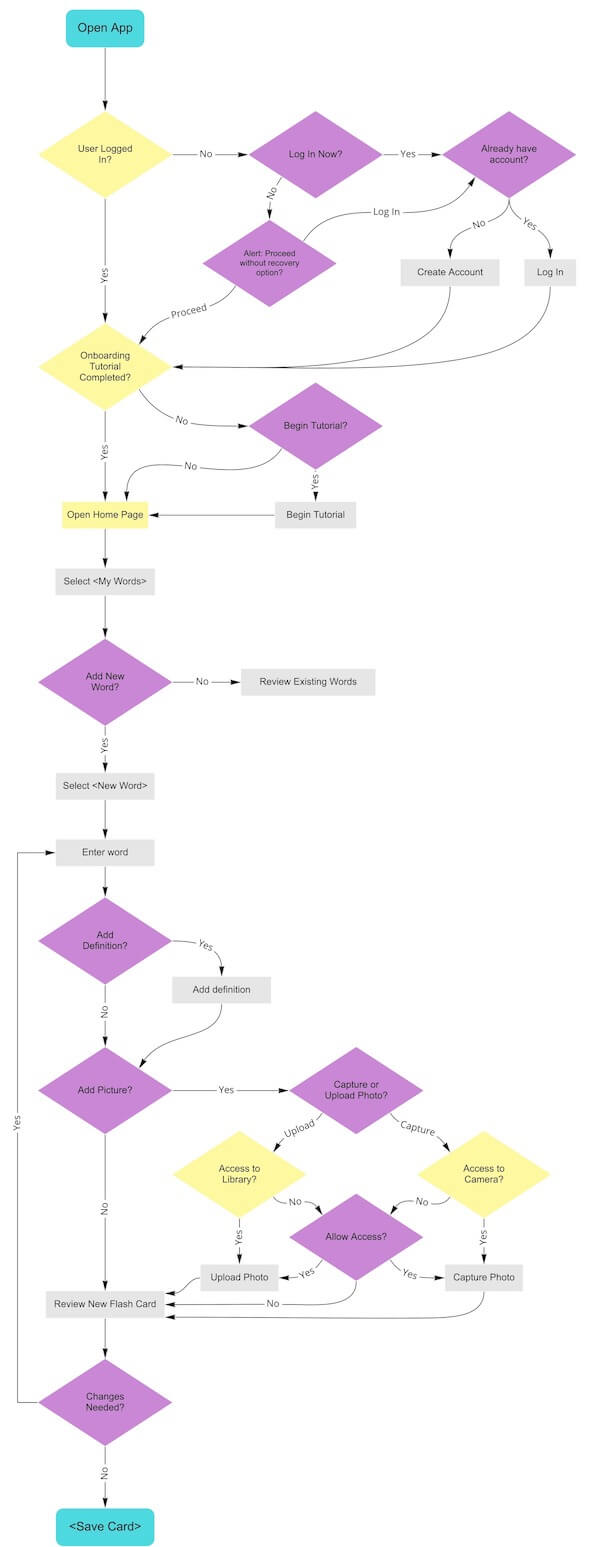 Open App
User Logged
In?
No
Log In Now?
Yes
Already have
account?
No
Log In
No
Yes
Alert: Proceed
without recovery
option?
Create Account
Log In
Yes
Proceed
Onboarding
Tutorial
Completed?
No
Begin Tutorial?
Yes
No
Yes
Open Home Page
Begin Tutorial
Select <My Words>
Add New
Word?
No
Review Existing Words
Yes
Select <New Word>
Enter word
Add
Definition?
Yes
Add definition
No
Add Picture?
Yes
Capture or
Upload Photo?
Yes
Upload
Capture
Access to
Library?
Access to
Camera?
No
No
No
Allow Access?
Yes
Yes
Upload Photo
Yes
Yes
Capture Photo
Review New Flash Card
No
Changes
Needed?
No
<Save Card>